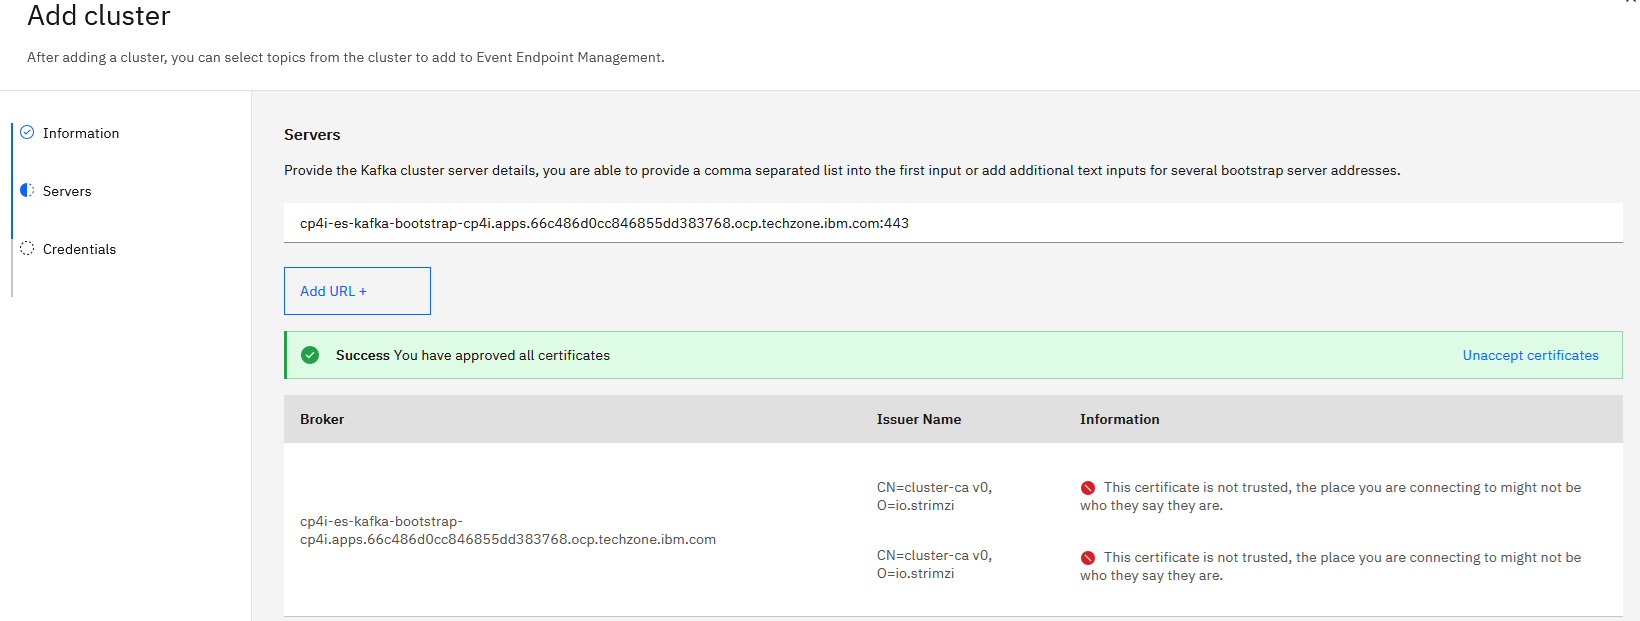 Add cluster
After adding a cluster, you can select topics from the cluster to add to Event Endpoint Management.
Information
Servers
Credentials
Servers
Provide the Kafka cluster server details, you are able to provide a comma separated list into the first input or add additional text inputs for several bootstrap server addresses.
cp4i-es-kafka-bootstrap-cp4i.apps.66c486d0cc846855dd383768.ocp.techzone.ibm.com:443
Add URL +
Success You have approved all certificates
Unaccept certificates
Broker
Issuer Name
Information
cp4i-es-kafka-bootstrap-
cp4i.apps.66c486d0cc846855dd383768.ocp.techzone.ibm.com
CN=cluster-ca v0,
O=io.strimzi
This certificate is not trusted, the place you are connecting to might not be
who they say they are.
CN=cluster-ca v0,
O=io.strimzi
This certificate is not trusted, the place you are connecting to might not be
who they say they are.